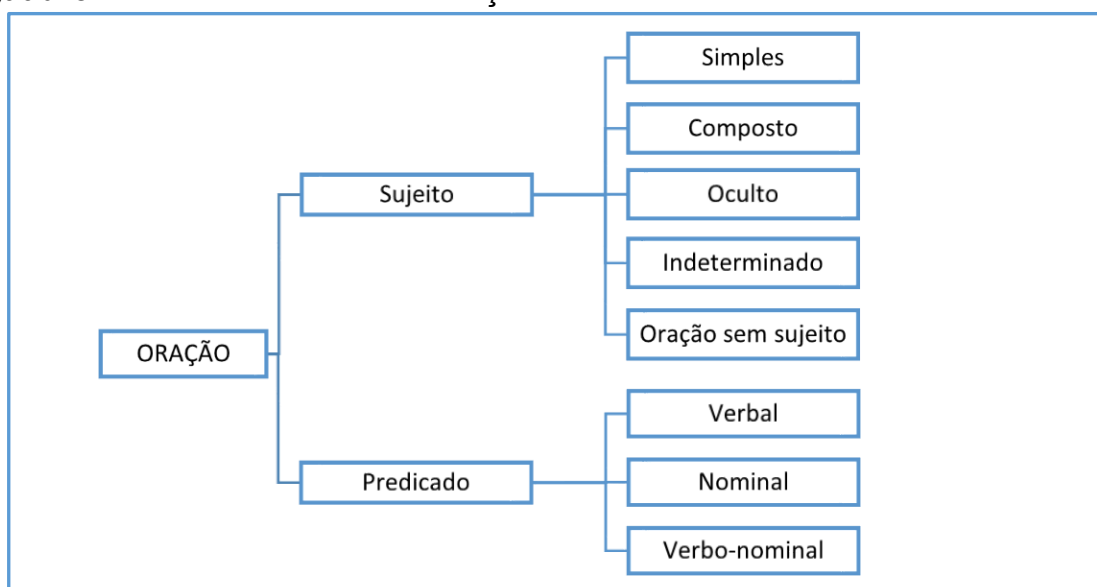 Simples
Composto
Sujeito
Oculto
Indeterminado
Oração sem sujeito
ORAÇÃO
Verbal
Predicado
Nominal
Verbo-nominal